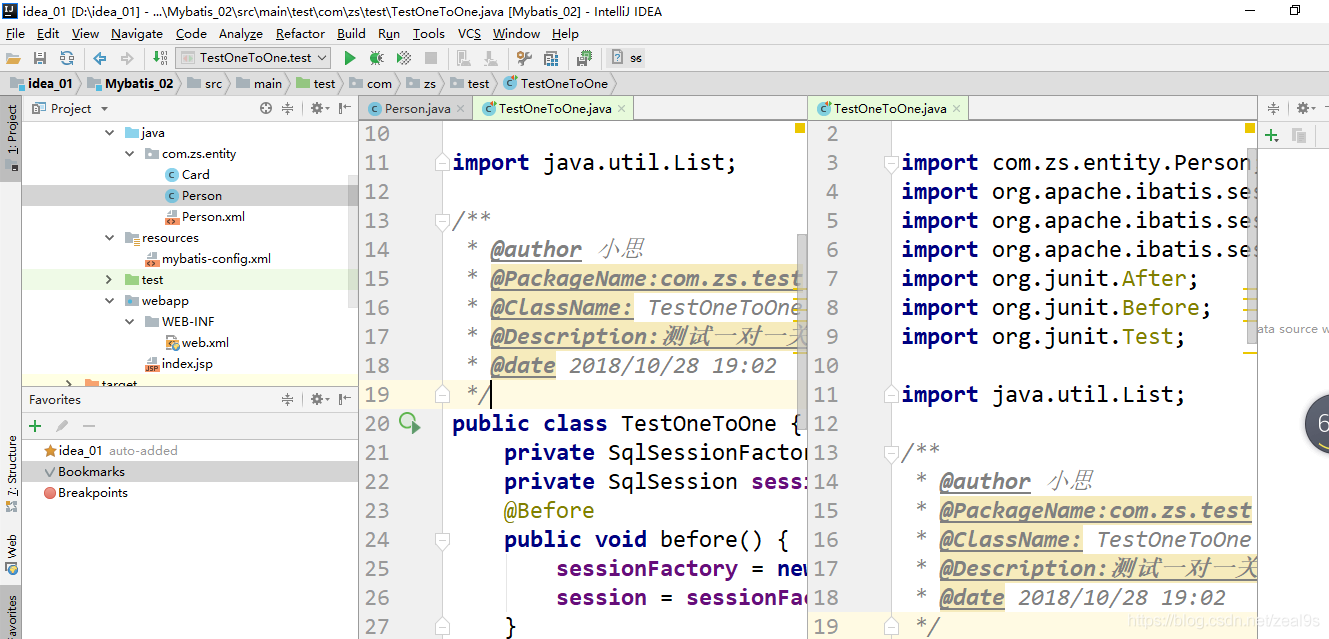 idea_01 [D:\idea_01] - ...\Mybatis_02\src\main\test\com\zs\test\TestOneToOne.java [Mybatis_02] - IntelliJ IDEA
File Edit View Navigate Code Analyze Refactor Build Run Tools VCS Window Help
TestOneToOne.test
idea_01 Mybatis_02 src main test com zs test TestOneToOne
1: Project
7: Structure
Web
Favorites
Project
java
com.zs.entity
Card
Person
Person.xml
resources
mybatis-config.xml
test
webapp
WEB-INF
web.xml
index.jsp
target
Favorites
idea_01 auto-added
Bookmarks
Breakpoints
Person.java TestOneToOne.java
10
11 import java.util.List;
12
13 /**
14 * @author 小思
15 * @PackageName:com.zs.test
16 * @ClassName: TestOneToOne
17 * @Description:测试一对一关
18 * @date 2018/10/28 19:02
19 */
20 public class TestOneToOne {
21 private SqlSessionFactor
22 private SqlSession sess
23 @Before
24 public void before() {
25 sessionFactory = new
26 session = sessionFa
27 }
TestOneToOne.java
2
3 import com.zs.entity.Person
4 import org.apache.ibatis.se
5 import org.apache.ibatis.se
6 import org.apache.ibatis.se
7 import org.junit.After;
8 import org.junit.Before;
9 import org.junit.Test;
10
11 import java.util.List;
12
13 /**
14 * @author 小思
15 * @PackageName:com.zs.test
16 * @ClassName: TestOneToOne
17 * @Description:测试一对一关
18 * @date 2018/10/28 19:02
19 */
ata source w
6
https://blog.csdn.net/zeal9s